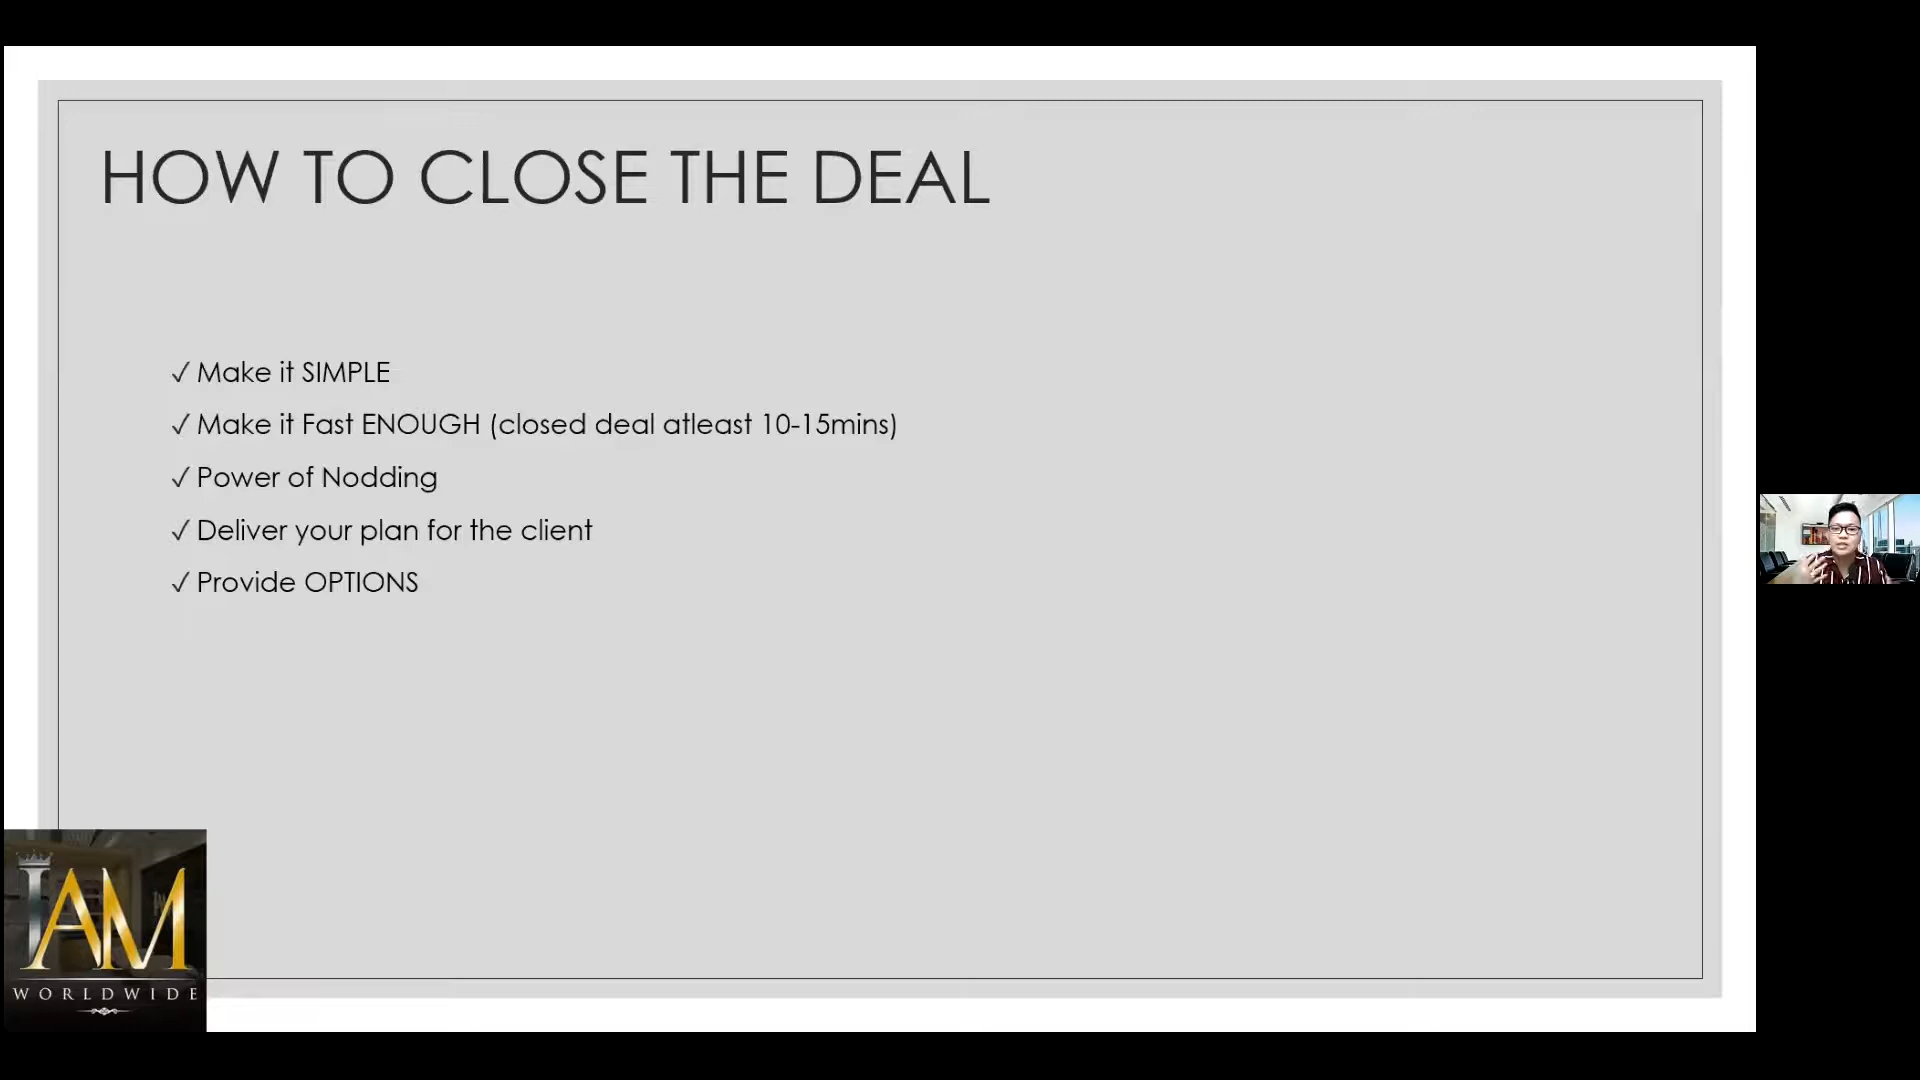 HOW TO CLOSE THE DEAL
✓ Make it SIMPLE
✓ Make it Fast ENOUGH (closed deal atleast 10-15mins)
✓ Power of Nodding
✓ Deliver your plan for the client
✓ Provide OPTIONS
IAM
WORLDWIDE